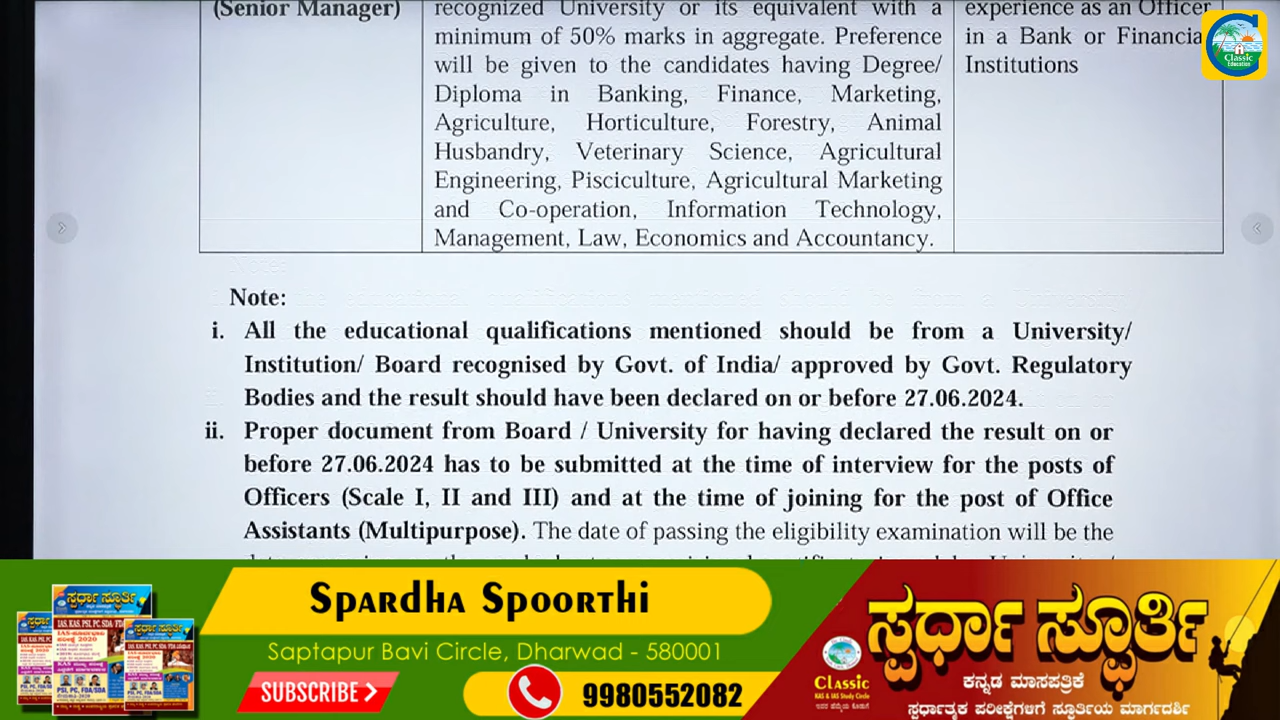 (Senior Manager)
recognized University or its equivalent with a
minimum of 50% marks in aggregate. Preference
will be given to the candidates having Degree/
Diploma in Banking, Finance, Marketing,
Agriculture, Horticulture, Forestry, Animal
Husbandry, Veterinary Science, Agricultural
Engineering, Pisciculture, Agricultural Marketing
and Co-operation, Information Technology,
Management, Law, Economics and Accountancy.
experience as an Officer
in a Bank or Financial
Institutions
Classic
Education
Note:
i. All the educational qualifications mentioned should be from a University/
Institution/ Board recognised by Govt. of India/ approved by Govt. Regulatory
Bodies and the result should have been declared on or before 27.06.2024.
ii. Proper document from Board / University for having declared the result on or
before 27.06.2024 has to be submitted at the time of interview for the posts of
Officers (Scale I, II and III) and at the time of joining for the post of Office
Assistants (Multipurpose). The date of passing the eligibility examination will be the
Spardha Spoorthi
Saptapur Bavi Circle, Dharwad - 580001
SUBSCRIBE
9980552082
ಸ್ಪರ್ಧಾ ಸ್ಫೂರ್ತಿ
Classic
KAS & IAS Study Circle
ಸ್ಪರ್ಧಾ ಸ್ಫೂರ್ತಿ
ಕನ್ನಡ ಮಾಸಪತ್ರಿಕೆ
ಸ್ಪರ್ಧಾತ್ಮಕ ಪರೀಕ್ಷೆಗಳಿಗೆ ಸ್ಫೂರ್ತಿಯ ಮಾರ್ಗದರ್ಶಿ